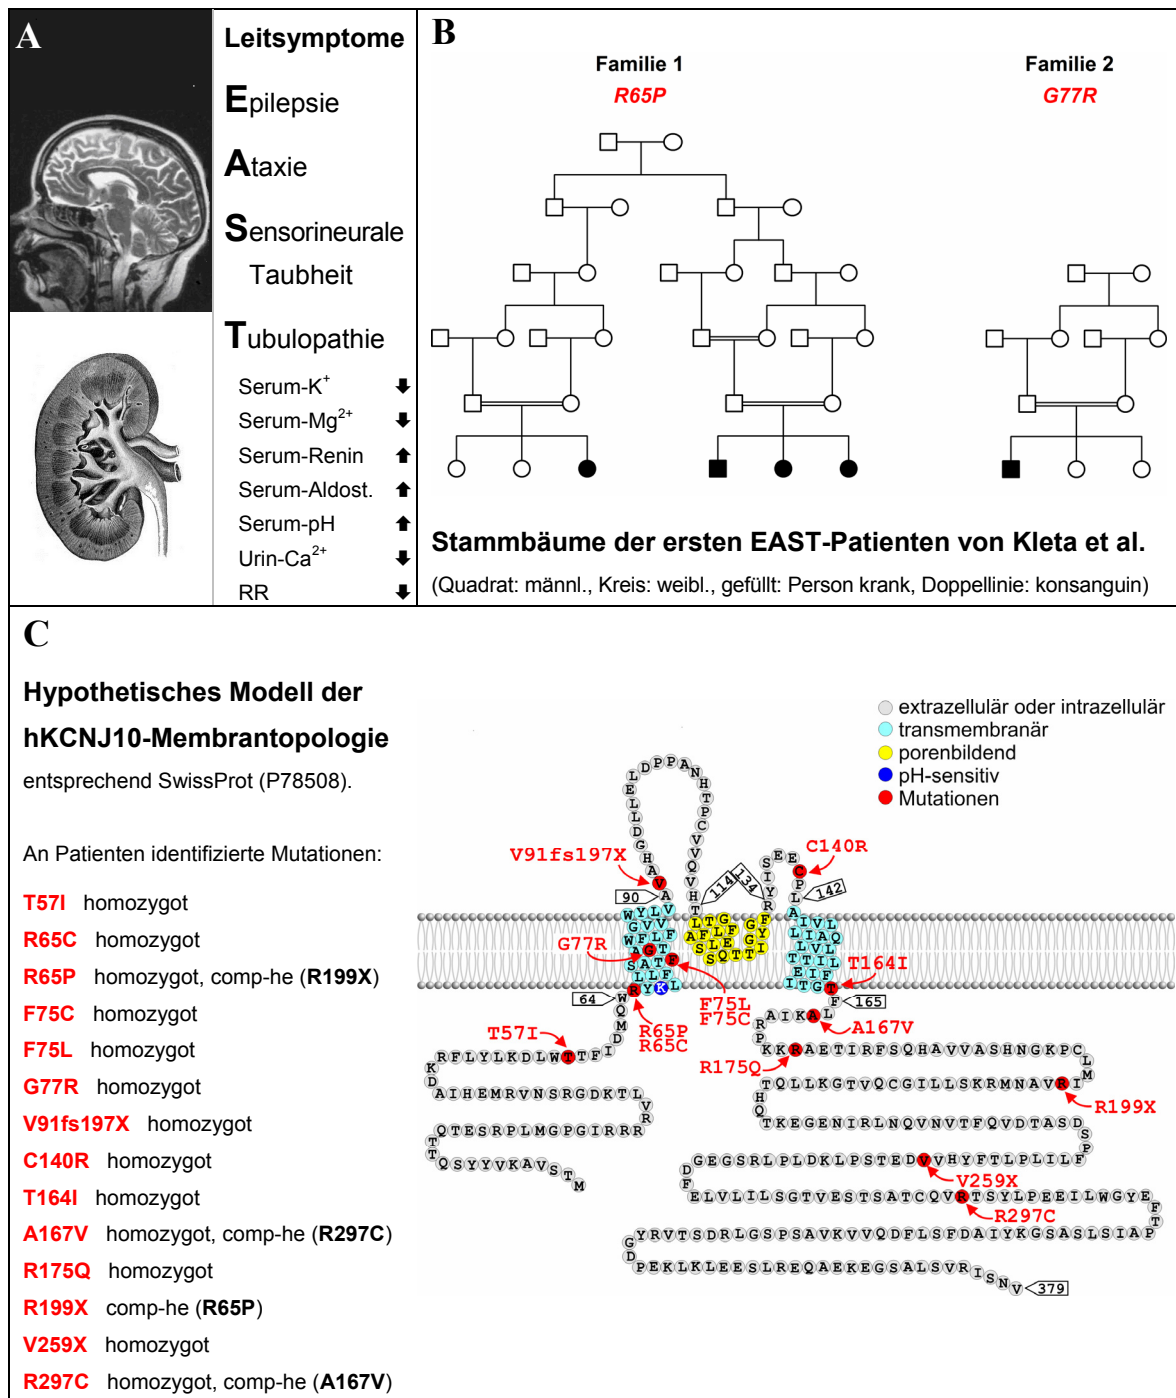 A
Leitsymptome
Epilepsie
Ataxie
Sensorineurale
Taubheit
Tubulopathie
Serum-K+ 🡇
Serum-Mg2+ 🡇
Serum-Renin 🡅
Serum-Aldost. 🡅
Serum-pH 🡅
Urin-Ca2+ 🡇
RR 🡇
B
Familie 1
R65P
Familie 2
G77R
Stammbäume der ersten EAST-Patienten von Kleta et al.
(Quadrat: männl., Kreis: weibl., gefüllt: Person krank, Doppellinie: konsanguin)
C
Hypothetisches Modell der
hKCNJ10-Membrantopologie
entsprechend SwissProt (P78508).
An Patienten identifizierte Mutationen:
T57I homozygot
R65C homozygot
R65P homozygot, comp-he (R199X)
F75C homozygot
F75L homozygot
G77R homozygot
V91fs197X homozygot
C140R homozygot
T164I homozygot
A167V homozygot, comp-he (R297C)
R175Q homozygot
R199X comp-he (R65P)
V259X homozygot
R297C homozygot, comp-he (A167V)
extrazellulär oder intrazellulär
transmembranär
porenbildend
pH-sensitiv
Mutationen
V91fs197X
C140R
90
114
134
142
G77R
T164I
64
F75L
F75C
165
T57I
R65P
R65C
A167V
R175Q
R199X
V259X
R297C
379